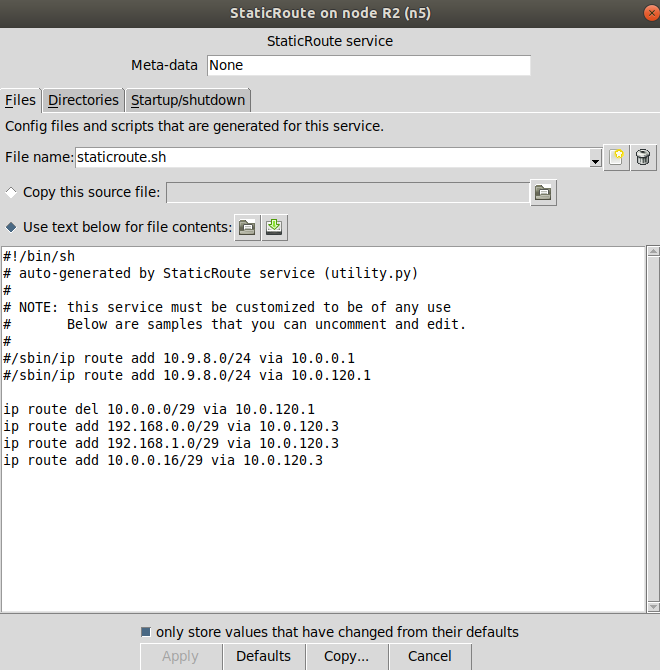 StaticRoute on node R2 (n5)
StaticRoute service
Meta-data None
Files Directories Startup/shutdown
Config files and scripts that are generated for this service.
File name: staticroute.sh
Copy this source file:
Use text below for file contents:
#!/bin/sh
# auto-generated by StaticRoute service (utility.py)
#
# NOTE: this service must be customized to be of any use
#       Below are samples that you can uncomment and edit.
#
#/sbin/ip route add 10.9.8.0/24 via 10.0.0.1
#/sbin/ip route add 10.9.8.0/24 via 10.0.120.1
ip route del 10.0.0.0/29 via 10.0.120.1
ip route add 192.168.0.0/29 via 10.0.120.3
ip route add 192.168.1.0/29 via 10.0.120.3
ip route add 10.0.0.16/29 via 10.0.120.3
only store values that have changed from their defaults
Apply Defaults Copy... Cancel